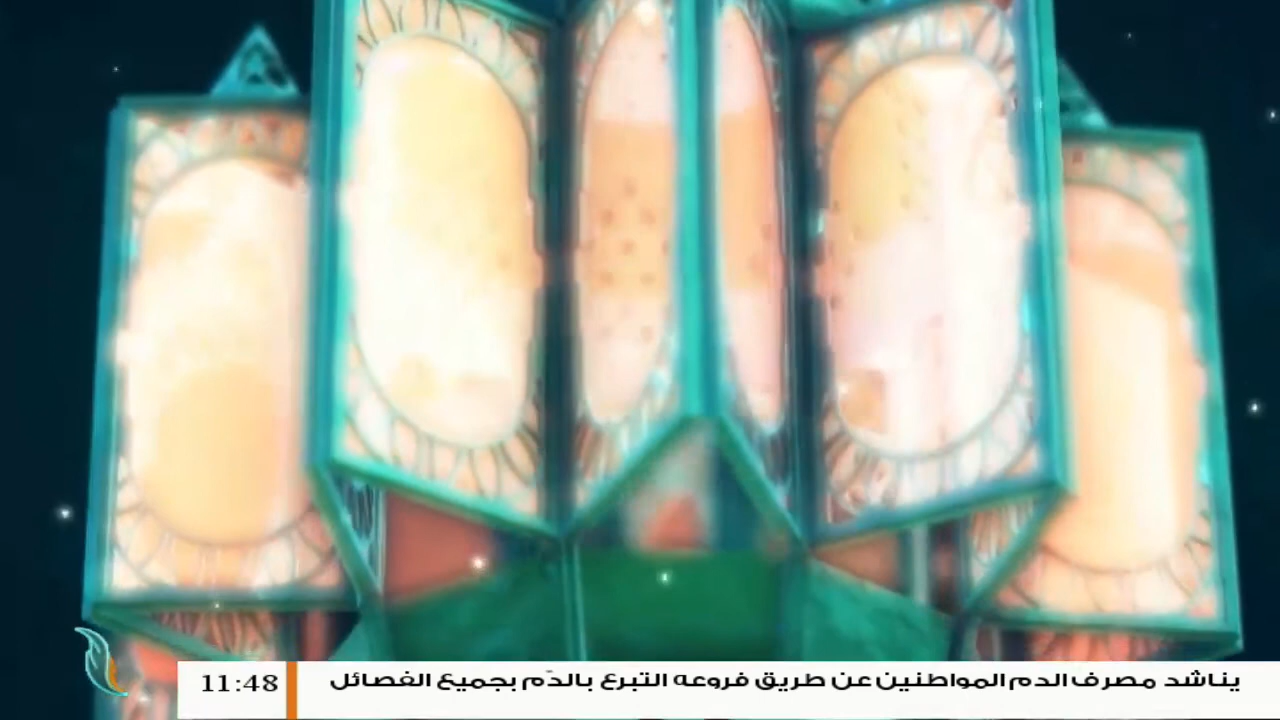 يناشد مصرف الدم المواطنين عن طريق فروعه التبرع بالدّم بجميع الفصائل
11:48